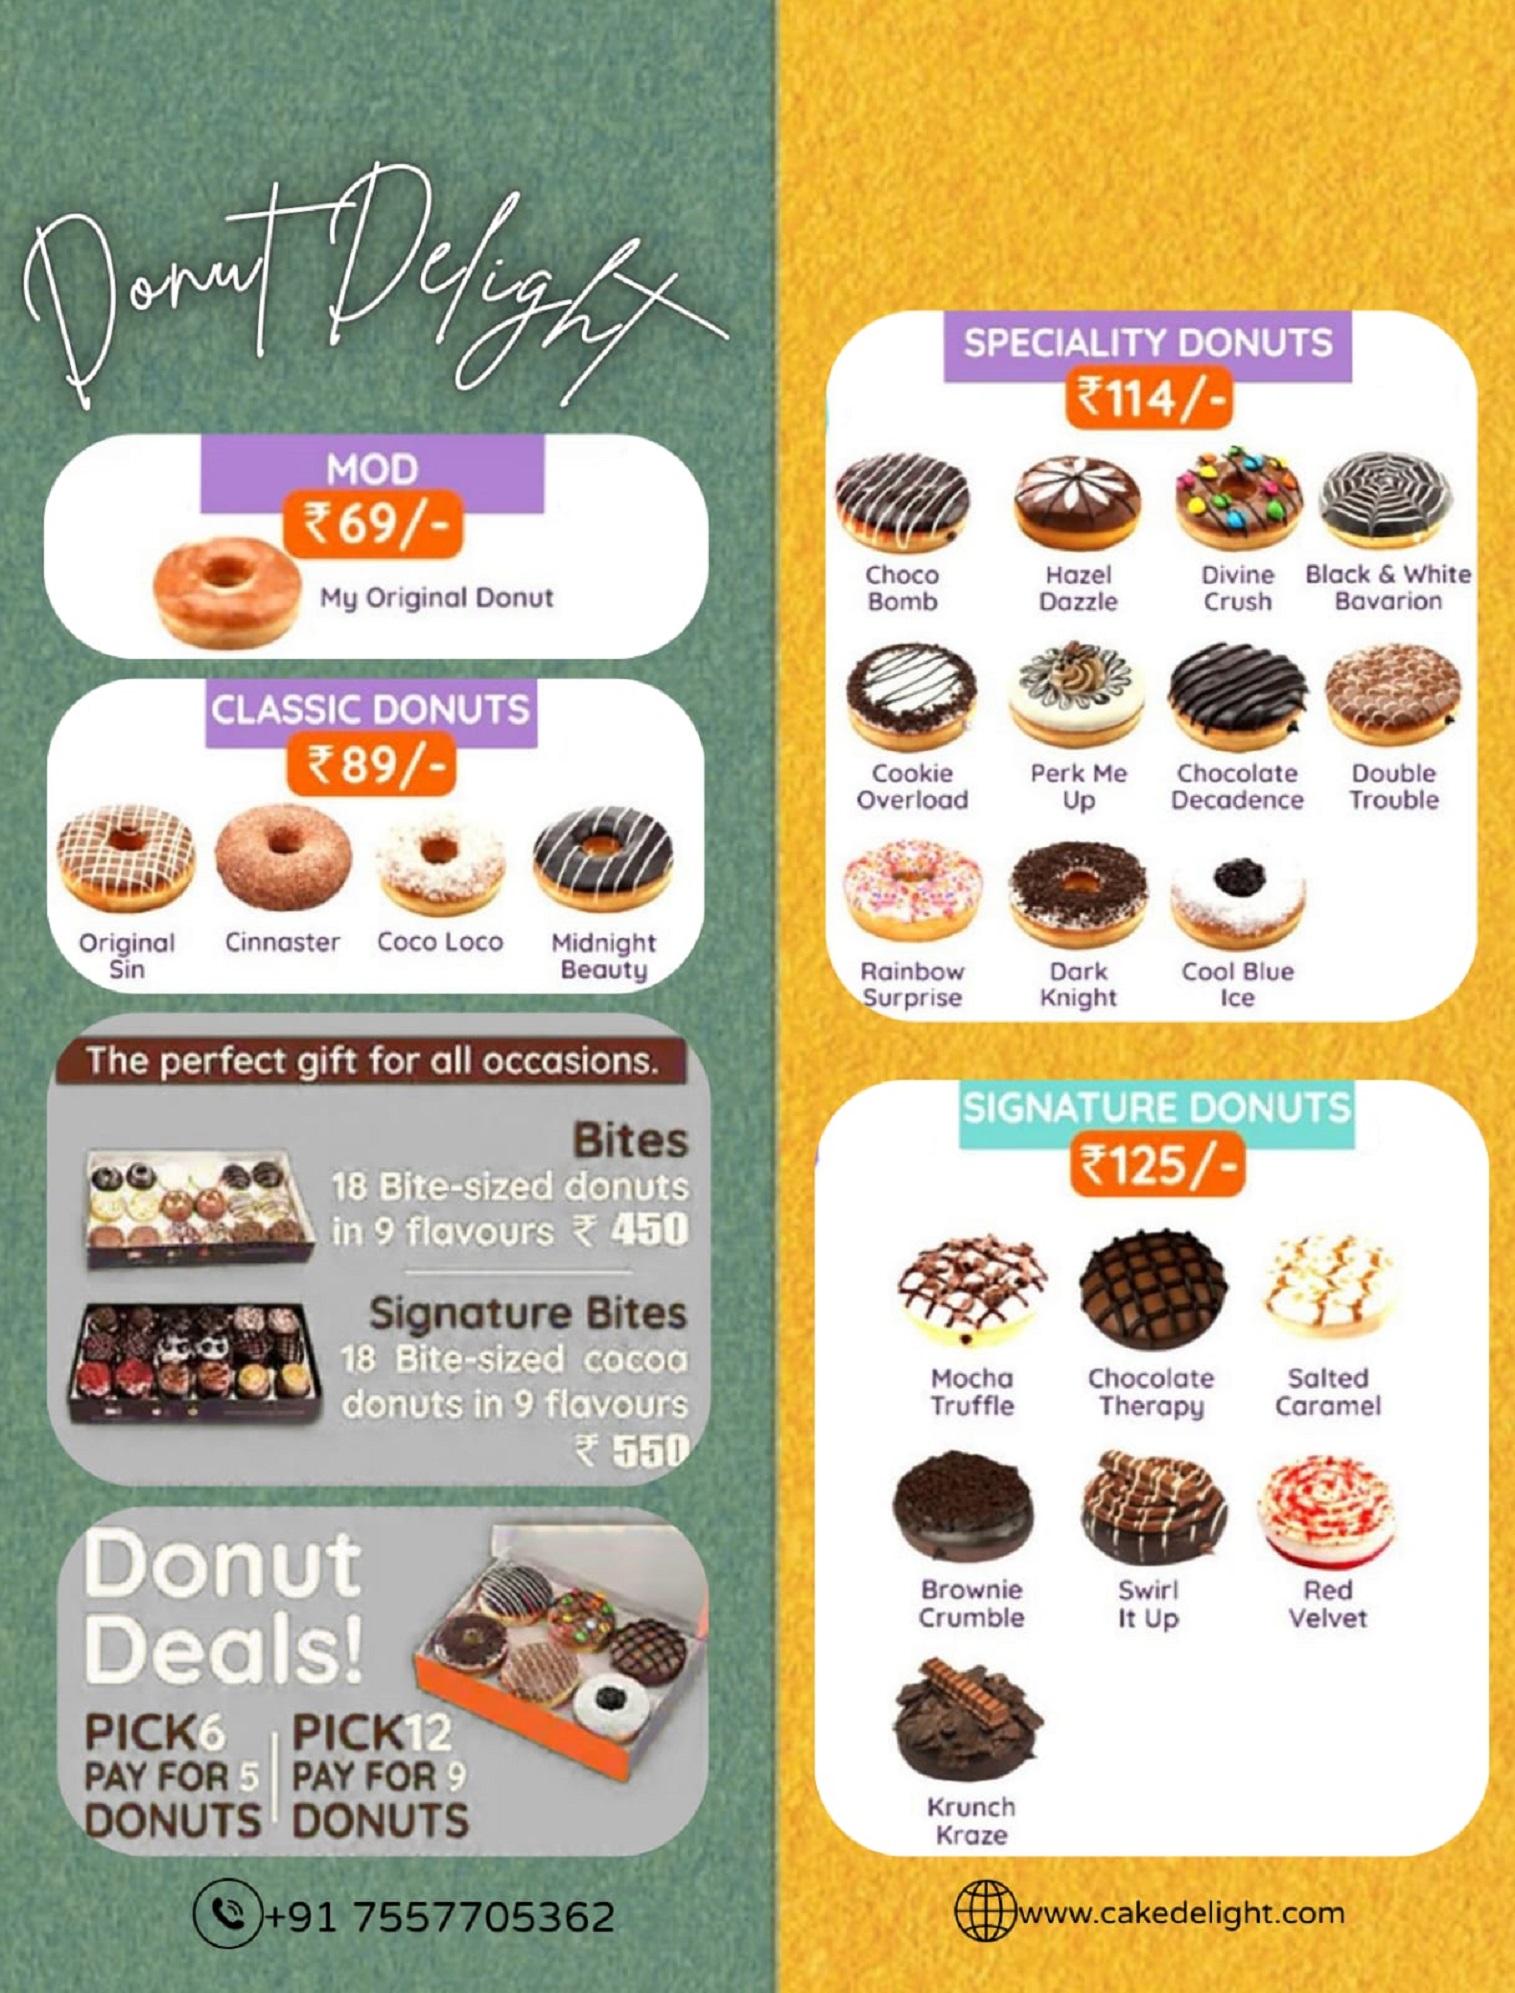 Donut Delight
MOD
₹69/-
My Original Donut
CLASSIC DONUTS
₹89/-
Original
Sin
Cinnaster
Coco Loco
Midnight
Beauty
The perfect gift for all occasions.
Bites
18 Bite-sized donuts
in 9 flavours ₹ 450
Signature Bites
18 Bite-sized cocoa
donuts in 9 flavours
₹ 550
Donut
Deals!
PICK6
PAY FOR 5
DONUTS
PICK12
PAY FOR 9
DONUTS
+91 7557705362
SPECIALITY DONUTS
₹114/-
Choco
Bomb
Hazel
Dazzle
Divine
Crush
Black & White
Bavarion
Cookie
Overload
Perk Me
Up
Chocolate
Decadence
Double
Trouble
Rainbow
Surprise
Dark
Knight
Cool Blue
Ice
SIGNATURE DONUTS
₹125/-
Mocha
Truffle
Chocolate
Therapy
Salted
Caramel
Brownie
Crumble
Swirl
It Up
Red
Velvet
Krunch
Kraze
www.cakedelight.com